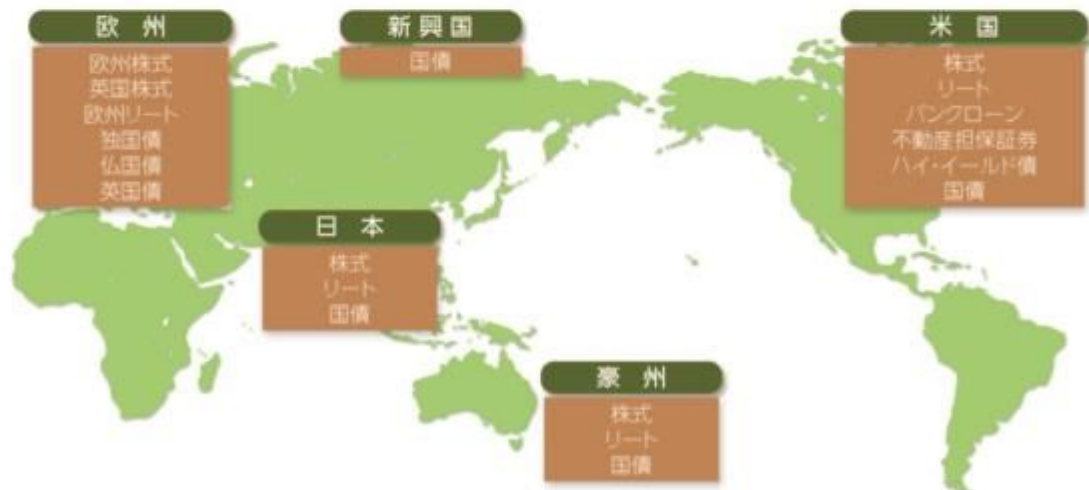 欧州
欧州株式
英国株式
欧州リート
独国債
仏国債
英国債
新興国
国債
米国
株式
リート
バンクローン
不動産担保証券
ハイ・イールド債
国債
日本
株式
リート
国債
豪州
株式
リート
国債